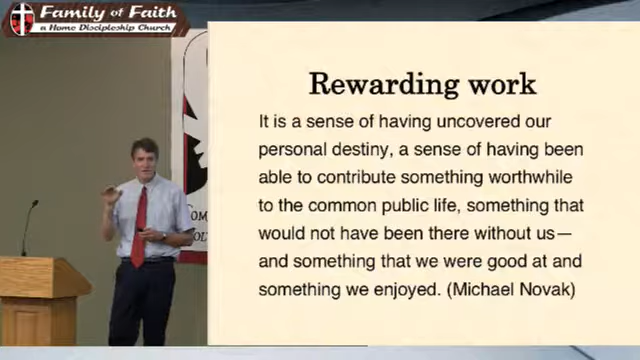 Family of Faith
a Home Discipleship Church
Rewarding work
It is a sense of having uncovered our
personal destiny, a sense of having been
able to contribute something worthwhile
to the common public life, something that
would not have been there without us—
and something that we were good at and
something we enjoyed. (Michael Novak)